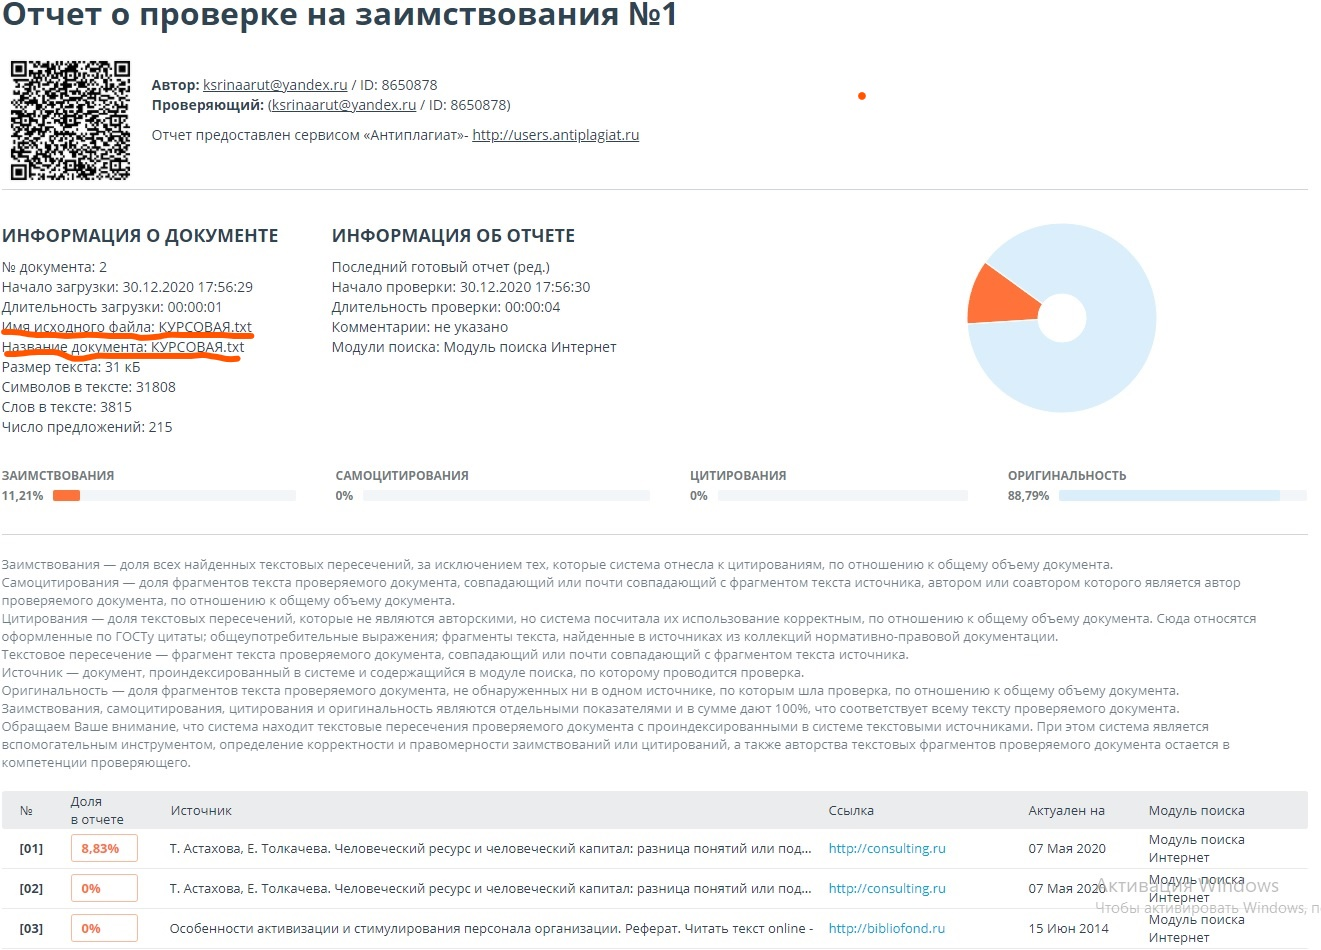 Отчет о проверке на заимствования №1
Автор: ksrinaarut@yandex.ru / ID: 8650878
Проверяющий: (ksrinaarut@yandex.ru / ID: 8650878)
Отчет предоставлен сервисом «Антиплагиат»- http://users.antiplagiat.ru
ИНФОРМАЦИЯ О ДОКУМЕНТЕ
№ документа: 2
Начало загрузки: 30.12.2020 17:56:29
Длительность загрузки: 00:00:01
Имя исходного файла: КУРСОВАЯ.txt
Название документа: КУРСОВАЯ.txt
Размер текста: 31 кБ
Символов в тексте: 31808
Слов в тексте: 3815
Число предложений: 215
ИНФОРМАЦИЯ ОБ ОТЧЕТЕ
Последний готовый отчет (ред.)
Начало проверки: 30.12.2020 17:56:30
Длительность проверки: 00:00:04
Комментарии: не указано
Модули поиска: Модуль поиска Интернет
ЗАИМСТВОВАНИЯ
11,21%
САМОЦИТИРОВАНИЯ
0%
ЦИТИРОВАНИЯ
0%
ОРИГИНАЛЬНОСТЬ
88,79%
Заимствования — доля всех найденных текстовых пересечений, за исключением тех, которые система отнесла к цитированиям, по отношению к общему объему документа.
Самоцитирования — доля фрагментов текста проверяемого документа, совпадающий или почти совпадающий с фрагментом текста источника, автором или соавтором которого является автор
проверяемого документа, по отношению к общему объему документа.
Цитирования — доля текстовых пересечений, которые не являются авторскими, но система посчитала их использование корректным, по отношению к общему объему документа. Сюда относятся
оформленные по ГОСТу цитаты; общеупотребительные выражения; фрагменты текста, найденные в источниках из коллекций нормативно-правовой документации.
Текстовое пересечение — фрагмент текста проверяемого документа, совпадающий или почти совпадающий с фрагментом текста источника.
Источник — документ, проиндексированный в системе и содержащийся в модуле поиска, по которому проводится проверка.
Оригинальность — доля фрагментов текста проверяемого документа, не обнаруженных ни в одном источнике, по которым шла проверка, по отношению к общему объему документа.
Заимствования, самоцитирования, цитирования и оригинальность являются отдельными показателями и в сумме дают 100%, что соответствует всему тексту проверяемого документа.
Обращаем Ваше внимание, что система находит текстовые пересечения проверяемого документа с проиндексированными в системе текстовыми источниками. При этом система является
вспомогательным инструментом, определение корректности и правомерности заимствований или цитирований, а также авторства текстовых фрагментов проверяемого документа остается в
компетенции проверяющего.
№ Доля в отчете Источник Ссылка Актуален на Модуль поиска
[01] 8,83% Т. Астахова, Е. Толкачева. Человеческий ресурс и человеческий капитал: разница понятий или под... http://consulting.ru 07 Мая 2020 Модуль поиска Интернет
[02] 0% Т. Астахова, Е. Толкачева. Человеческий ресурс и человеческий капитал: разница понятий или под... http://consulting.ru 07 Мая 2020 Модуль поиска Интернет
[03] 0% Особенности активизации и стимулирования персонала организации. Реферат. Читать текст online - http://bibliofond.ru 15 Июн 2014 Модуль поиска Интернет
Активация Windows
Чтобы активировать Windows, п